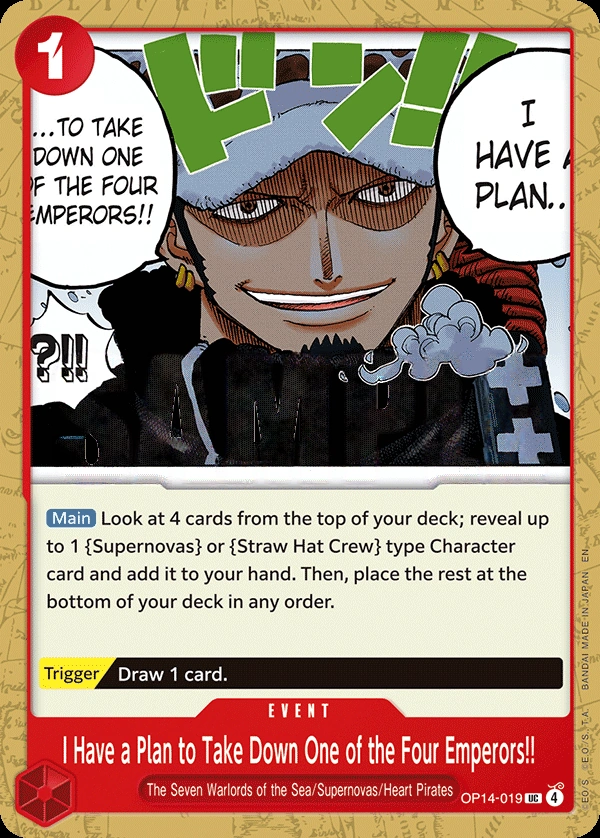 1
ドン!!
I
HAVE A
PLAN..
...TO TAKE
DOWN ONE
OF THE FOUR
EMPERORS!!
?!!
Main Look at 4 cards from the top of your deck; reveal up
to 1 {Supernovas} or {Straw Hat Crew} type Character
card and add it to your hand. Then, place the rest at the
bottom of your deck in any order.
Trigger Draw 1 card.
EVENT
I Have a Plan to Take Down One of the Four Emperors!!
The Seven Warlords of the Sea/Supernovas/Heart Pirates
OP14-019 UC 4
©E.O./S. ©E.O./S.,T.A. BANDAI MADE IN JAPAN EN